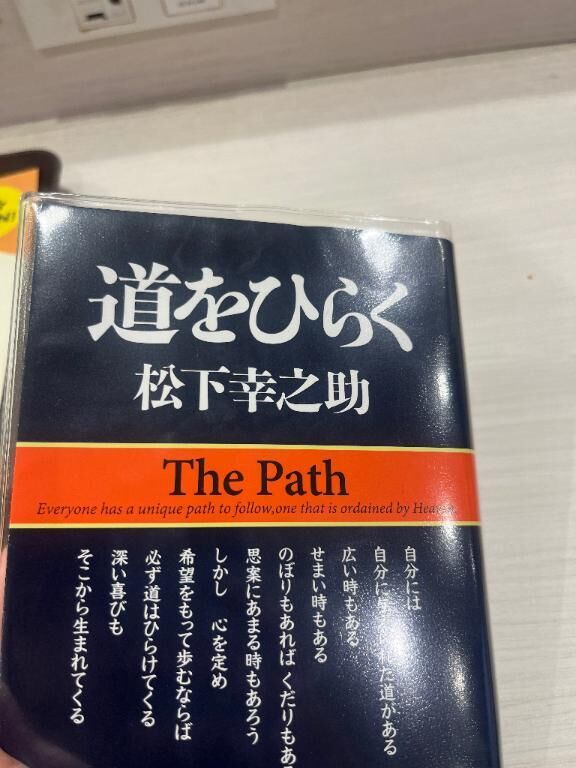 道をひらく
松下幸之助
The Path
Everyone has a unique path to follow,one that is ordained by
自分には
自分に た道がある
広い時もある
せまい時もある
のぼりもあれば くだりもある
思案にあまる時もあろう
しかし 心を定め
希望をもって歩むならば
必ず道はひらけてくる
深い喜びも
そこから生まれてくる